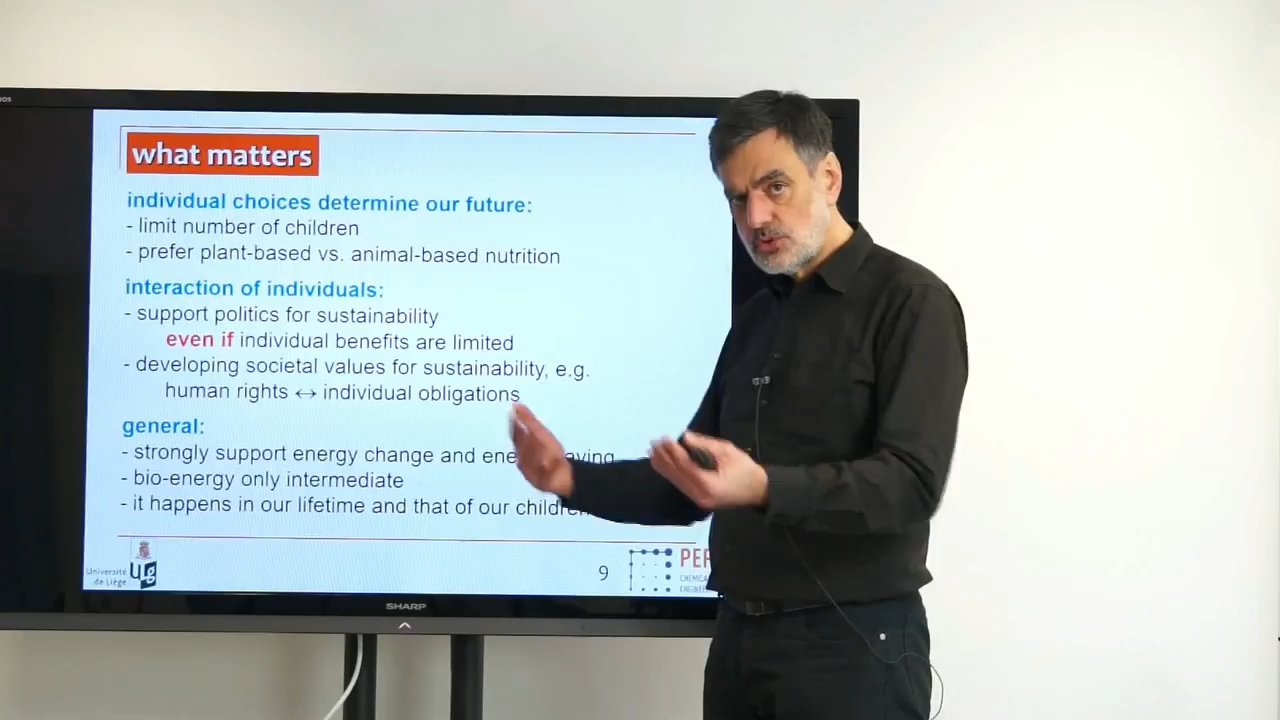 what matters
individual choices determine our future:
- limit number of children
- prefer plant-based vs. animal-based nutrition
interaction of individuals:
- support politics for sustainability
even if individual benefits are limited
- developing societal values for sustainability, e.g.
human rights ↔ individual obligations
general:
- strongly support energy change and
- bio-energy only intermediate
- it happens in our lifetime and that of our
Université
de Liège
9
SHARP